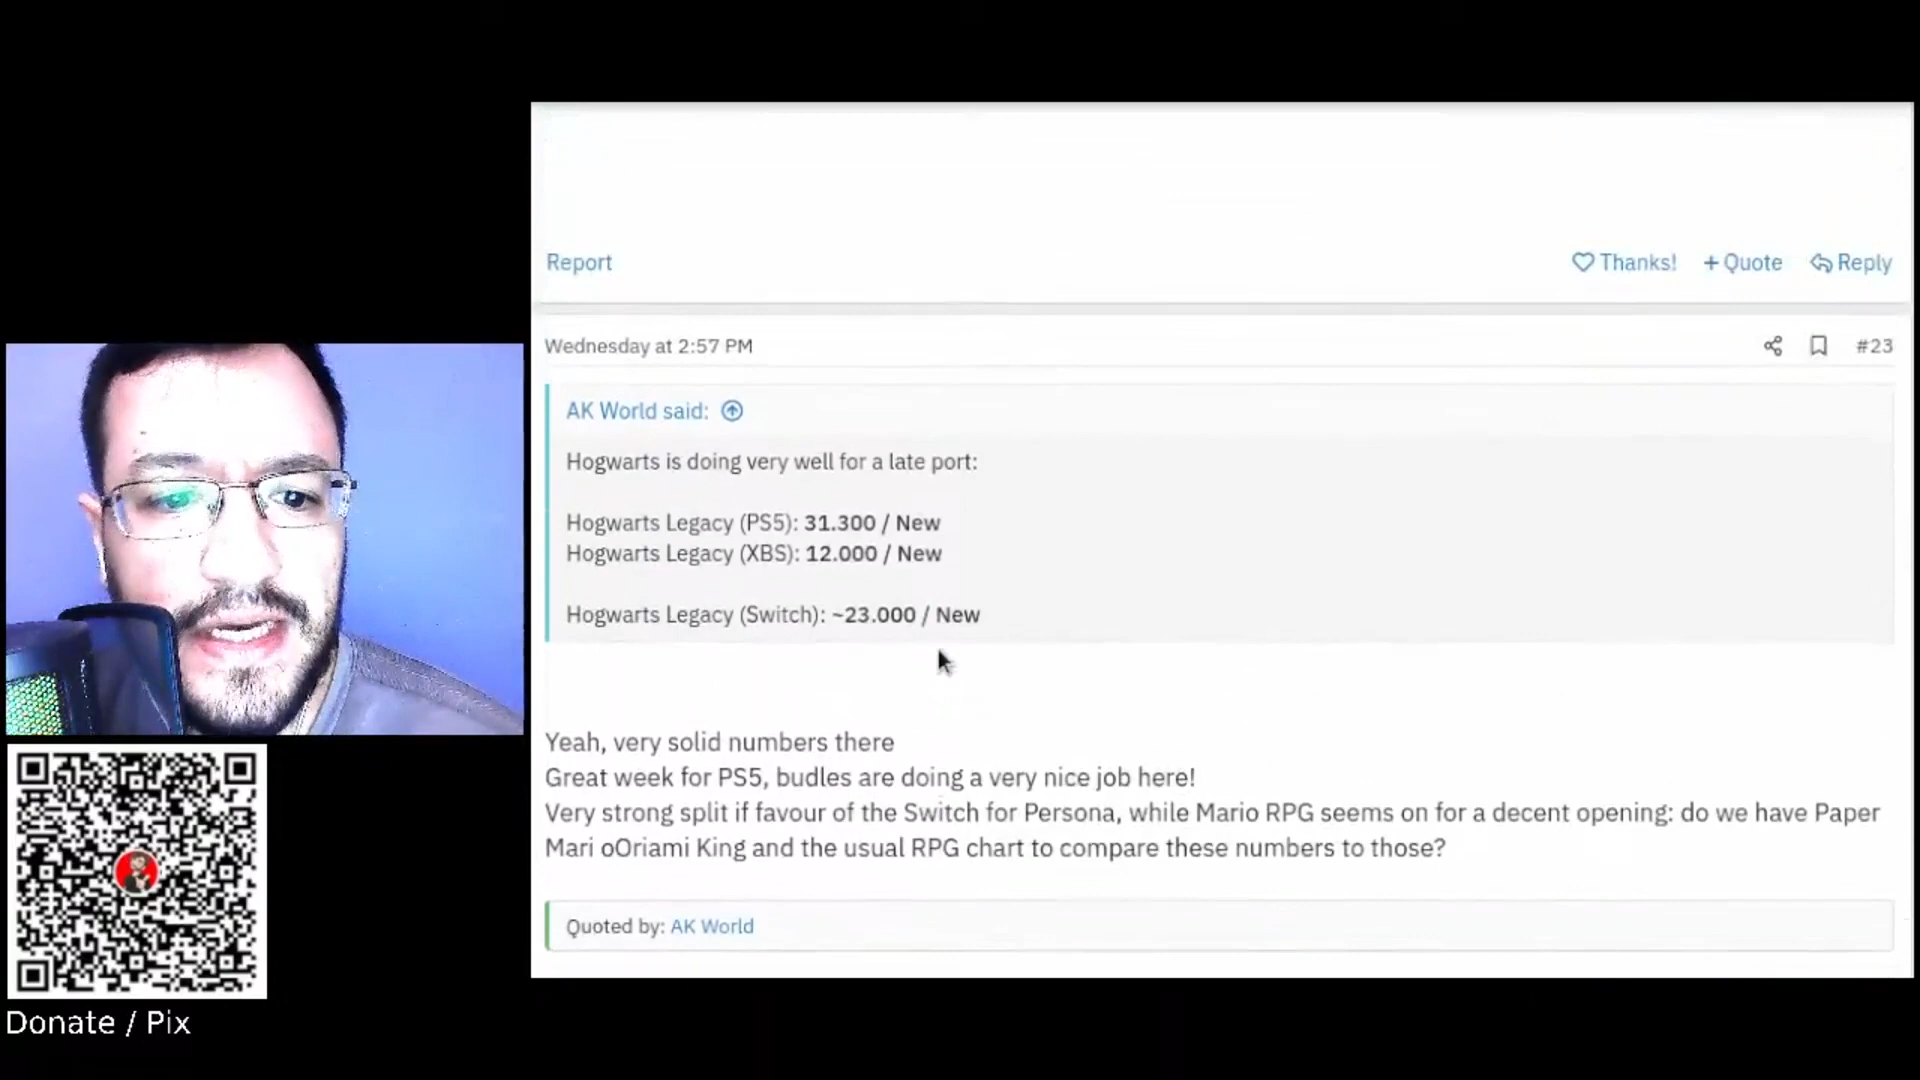 Report
Thanks! + Quote Reply
Wednesday at 2:57 PM
#23
AK World said:
Hogwarts is doing very well for a late port:
Hogwarts Legacy (PS5): 31.300 / New
Hogwarts Legacy (XBS): 12.000 / New
Hogwarts Legacy (Switch): ~23.000 / New
Yeah, very solid numbers there
Great week for PS5, budles are doing a very nice job here!
Very strong split if favour of the Switch for Persona, while Mario RPG seems on for a decent opening: do we have Paper
Mari oOriami King and the usual RPG chart to compare these numbers to those?
Quoted by: AK World
Donate / Pix